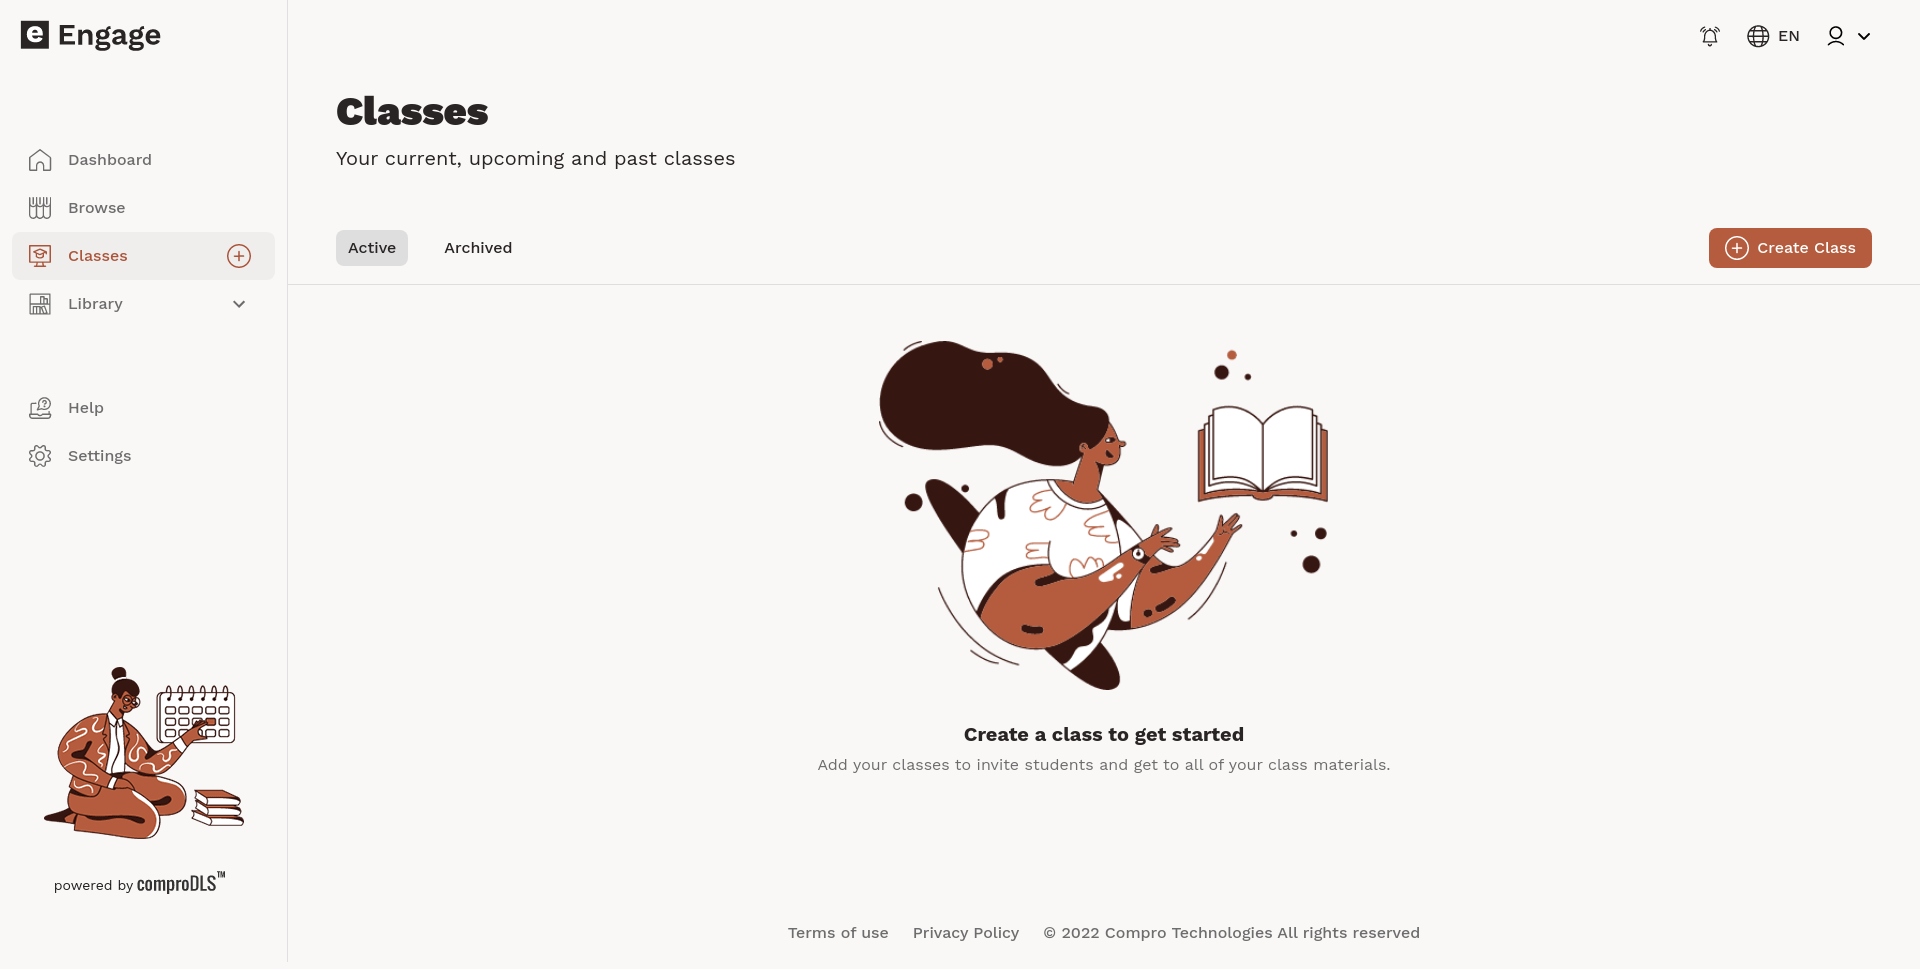 e Engage
EN
Classes
Your current, upcoming and past classes
Dashboard
Browse
Classes
Library
Help
Settings
Active
Archived
Create Class
Create a class to get started
Add your classes to invite students and get to all of your class materials.
powered by comproDLS™
Terms of use
Privacy Policy
© 2022 Compro Technologies All rights reserved